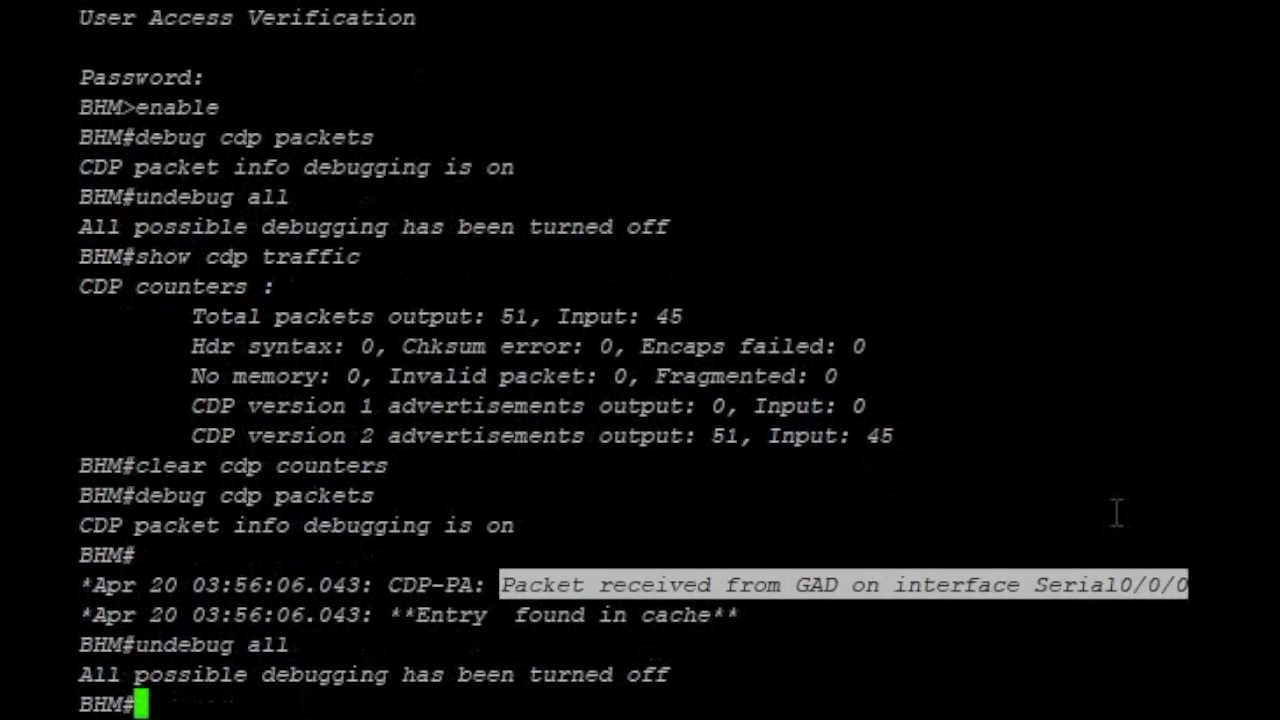 User Access Verification
Password:
BHM>enable
BHM#debug cdp packets
CDP packet info debugging is on
BHM#undebug all
All possible debugging has been turned off
BHM#show cdp traffic
CDP counters :
Total packets output: 51, Input: 45
Hdr syntax: 0, Chksum error: 0, Encaps failed: 0
No memory: 0, Invalid packet: 0, Fragmented: 0
CDP version 1 advertisements output: 0, Input: 0
CDP version 2 advertisements output: 51, Input: 45
BHM#clear cdp counters
BHM#debug cdp packets
CDP packet info debugging is on
BHM#
*Apr 20 03:56:06.043: CDP-PA: Packet received from GAD on interface Serial0/0/0
*Apr 20 03:56:06.043: **Entry  found in cache**
BHM#undebug all
All possible debugging has been turned off
BHM#